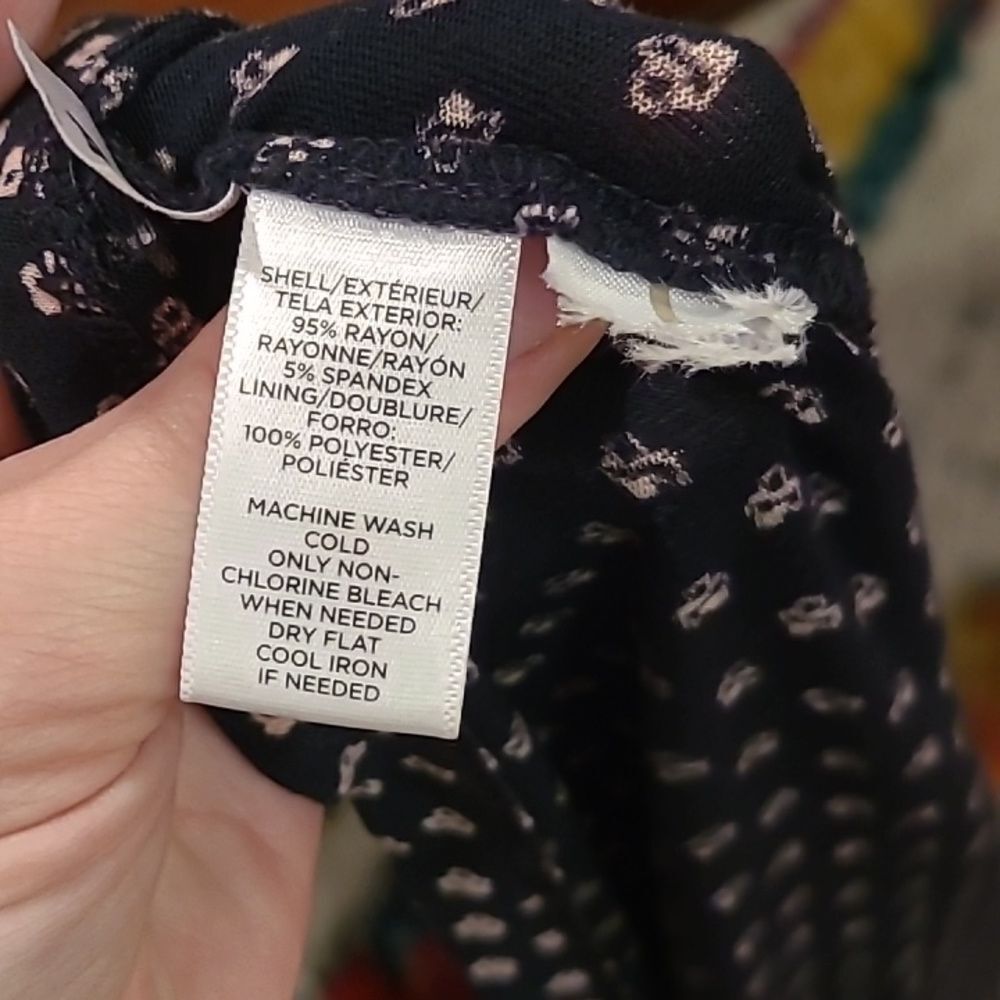 SHELL/EXTÉRIEUR/
TELA EXTERIOR:
95% RAYON/
RAYONNE/RAYÓN
5% SPANDEX
LINING/DOUBLURE/
FORRO:
100% POLYESTER/
POLIÉSTER
MACHINE WASH
COLD
ONLY NON-
CHLORINE BLEACH
WHEN NEEDED
DRY FLAT
COOL IRON
IF NEEDED